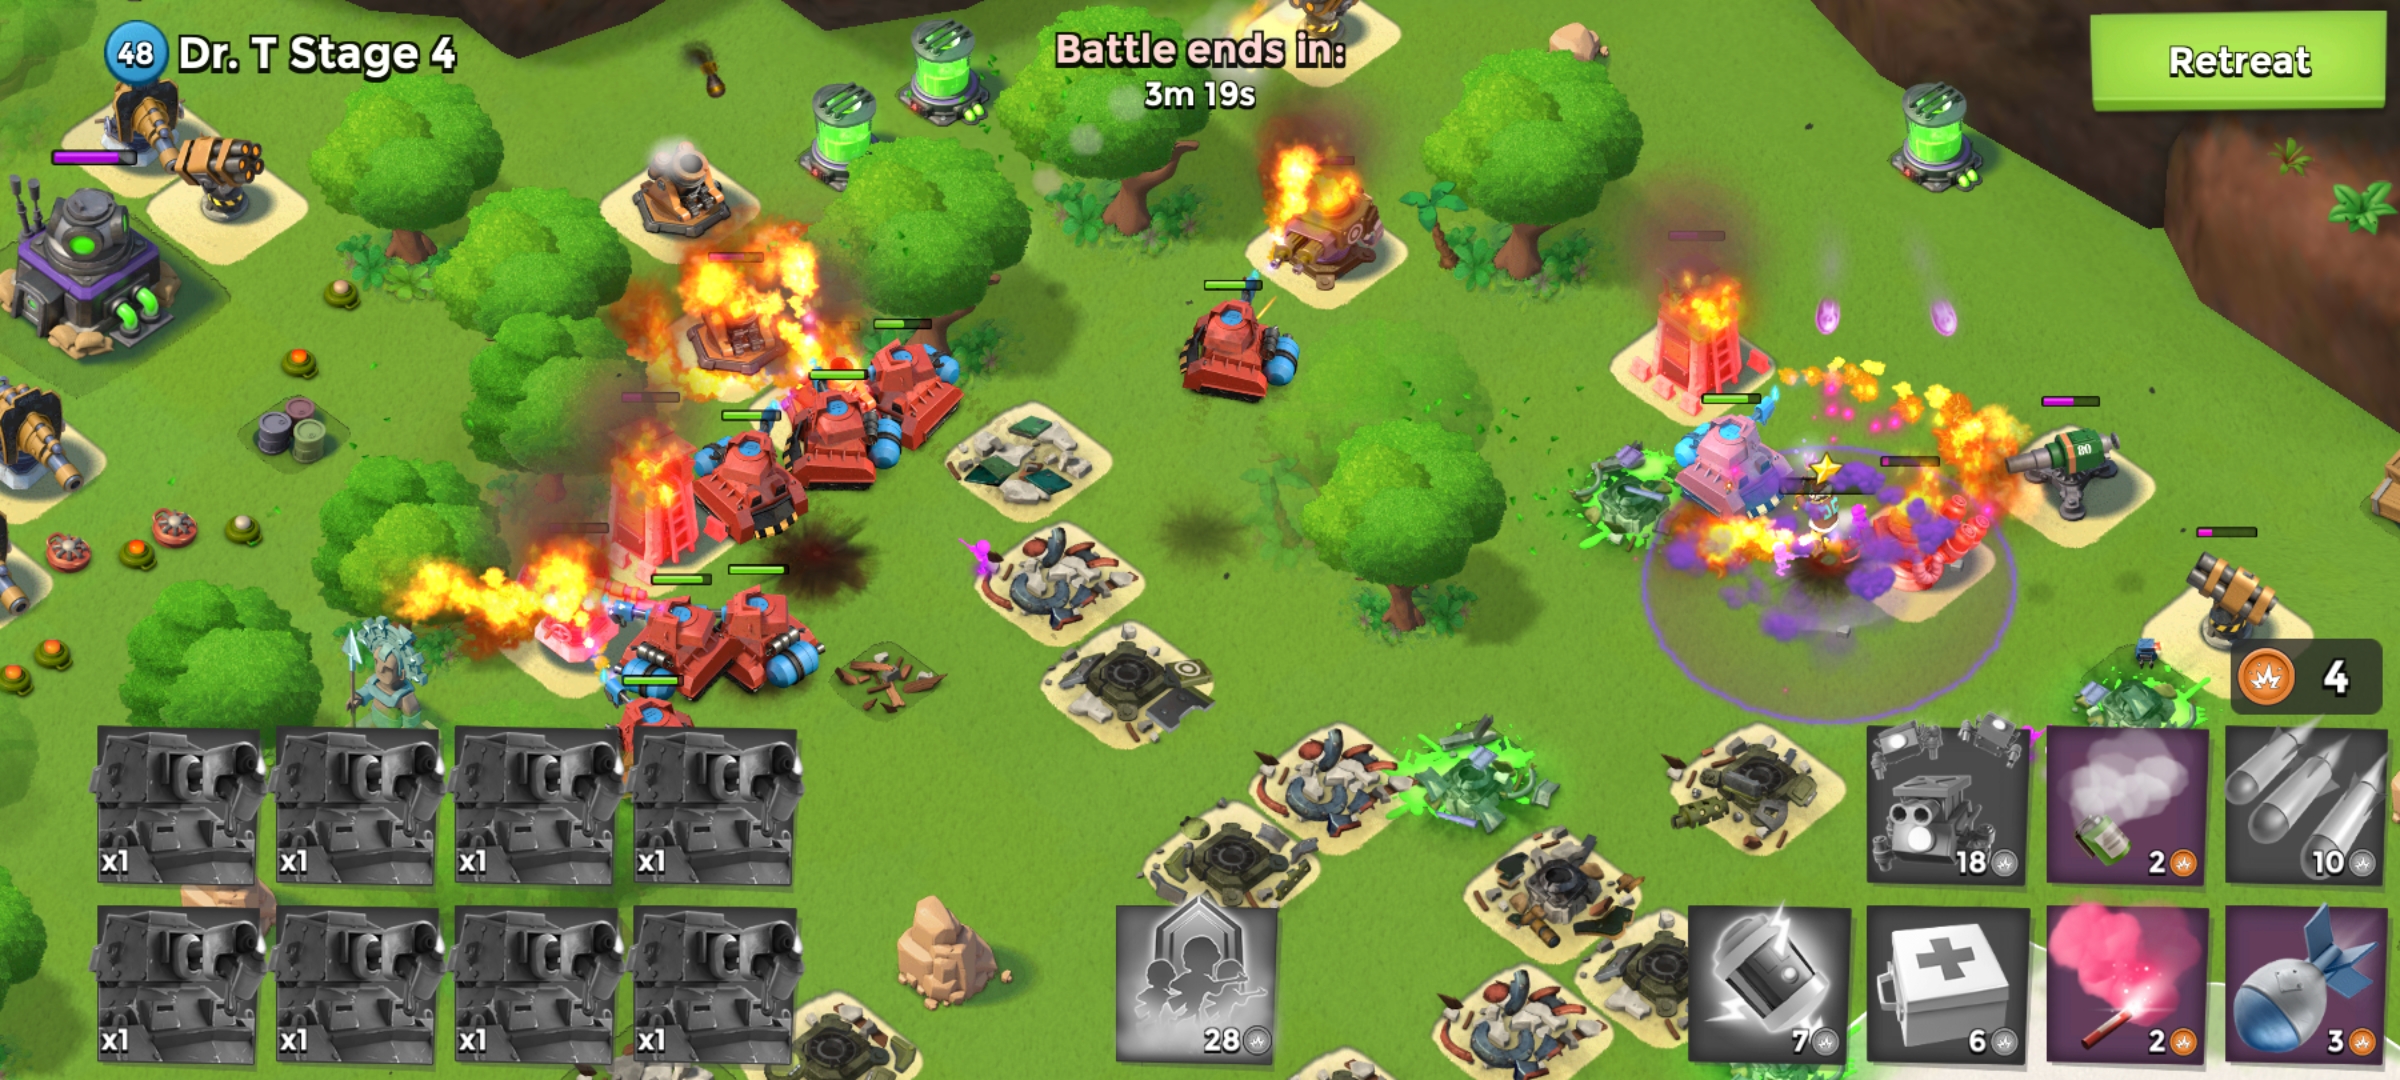 48 Dr. T Stage 4
Battle ends in:
3m 19s
Retreat
80
4
x1 x1 x1 x1
18 2 10
x1 x1 x1 x1
28 7 6 2 3